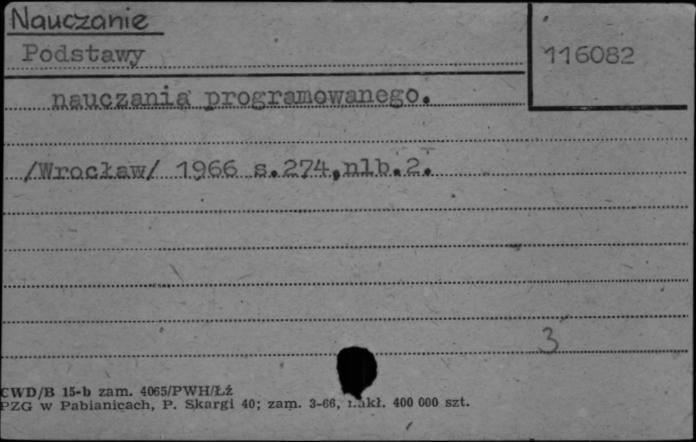 Nauczanie
Podstawy
116082
nauczania programowanego.
/Wrocław/ 1966 s.274,nlb.2.
3
CWD/B 15-b zam. 4065/PWH/Łź
PZG w Pabianicach, P. Skargi 40; zam. 3-66, nakł. 400 000 szt.